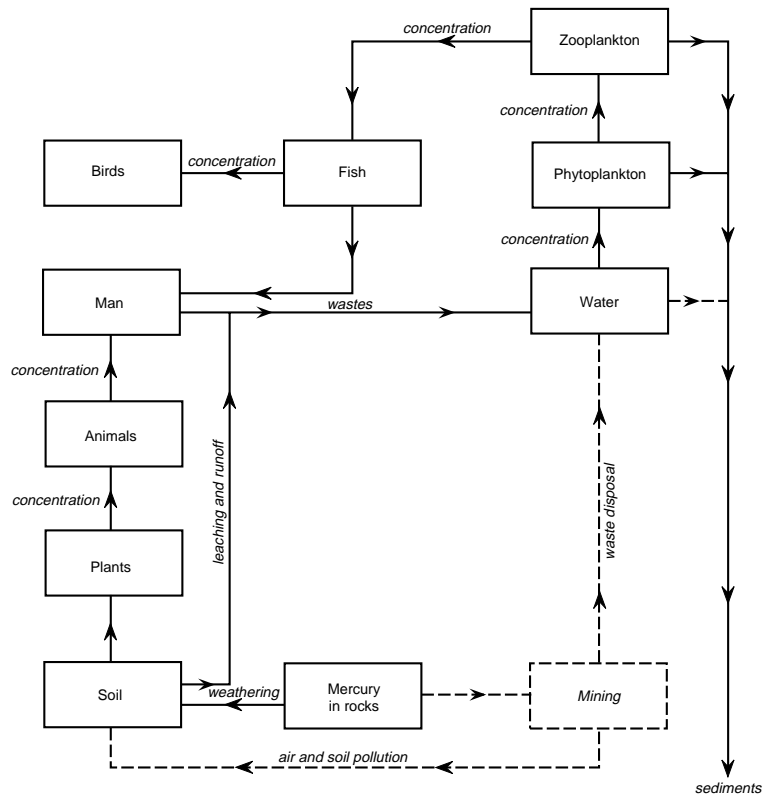 concentration
Zooplankton
concentration
Birds
concentration
Fish
Phytoplankton
concentration
Man
wastes
Water
concentration
Animals
concentration
leaching and runoff
waste disposal
Plants
Soil
weathering
Mercury
in rocks
Mining
air and soil pollution
sediments